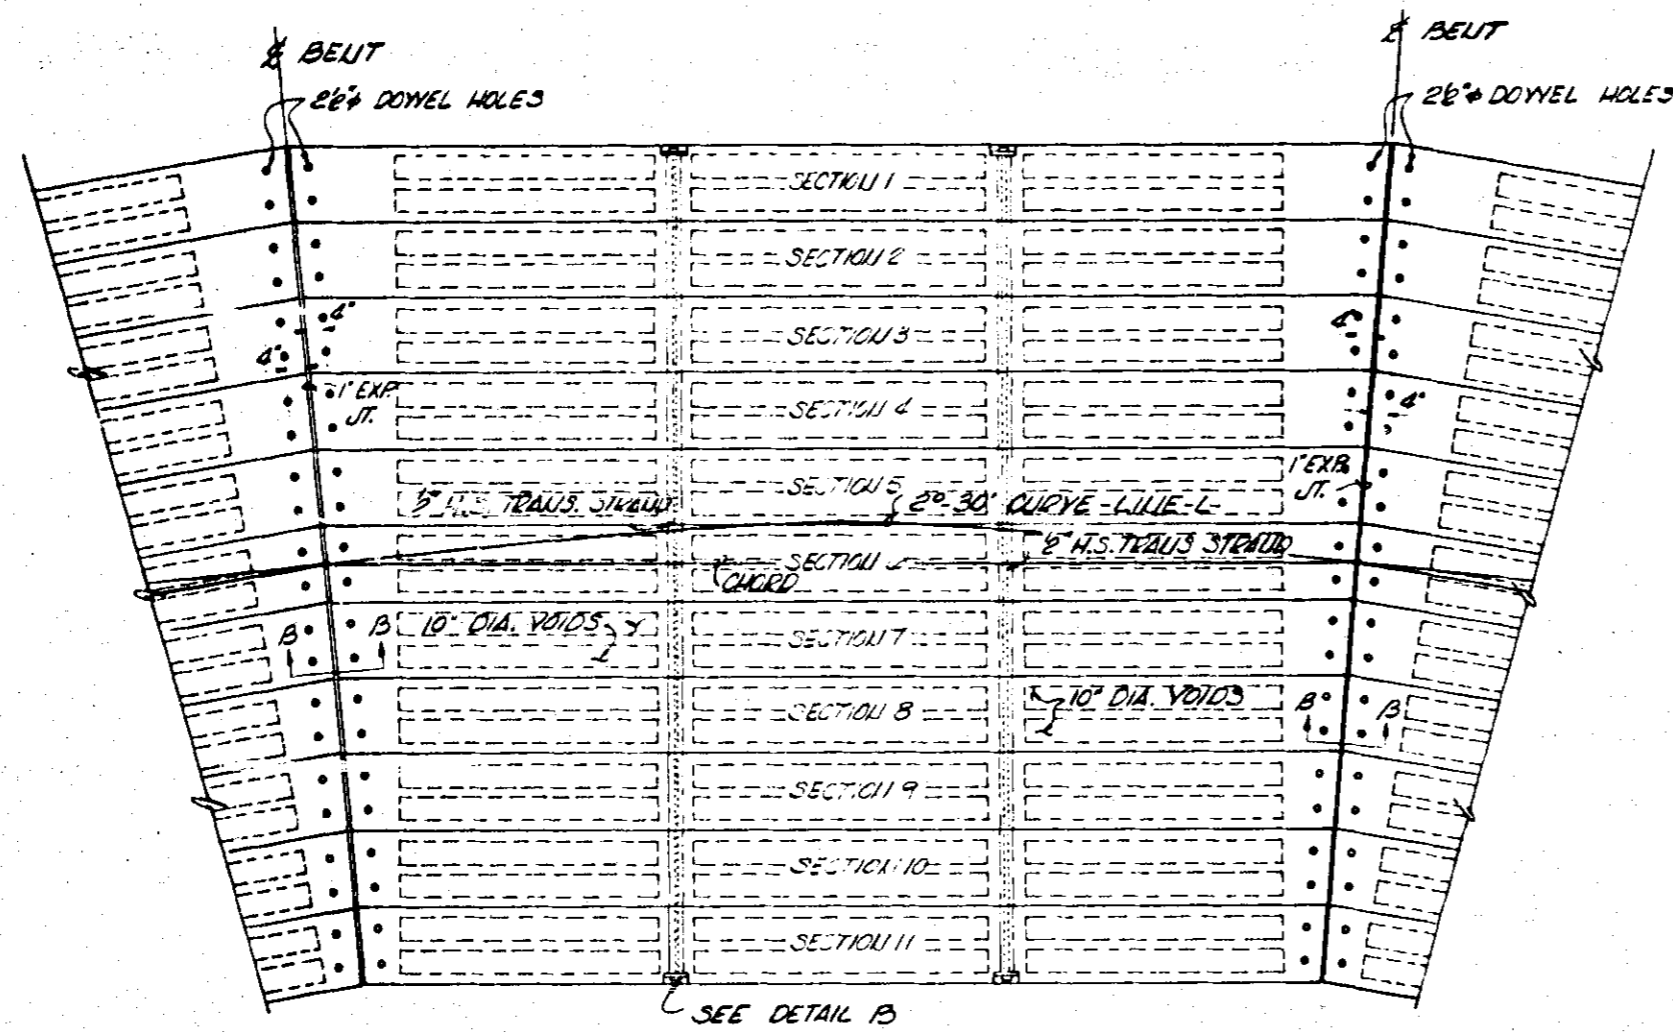 ℄ BENT
℄ BENT
2½"ϕ DOWEL HOLES
2½"ϕ DOWEL HOLES
SECTION 1
SECTION 2
4"
SECTION 3
4"
4"
1" EXP. JT.
SECTION 4
4"
SECTION 5
1" EXP. JT.
½" H.S. TRANS. STRAND
2°-30' CURVE-LINE-L
SECTION
½" H.S. TRANS STRAND
CHORD
B B
10" DIA. VOIDS
SECTION 7
SECTION 8
10" DIA. VOIDS
B B
SECTION 9
SECTION 10
SECTION 11
SEE DETAIL B